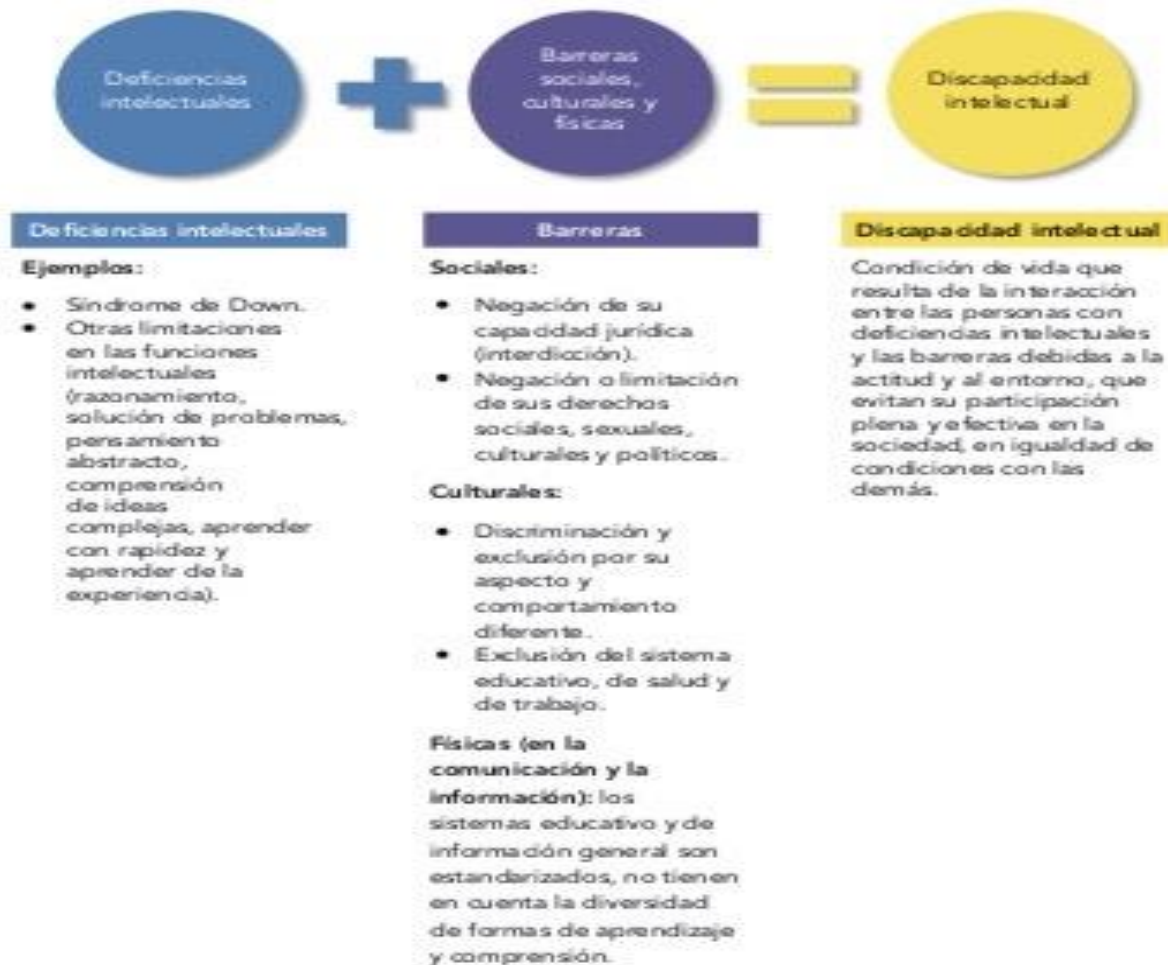 Deficiencias
intelectuales
Barreras
sociales,
culturales y
físicas
Discapacidad
intelectual
Deficiencias intelectuales
Ejemplos:
• Síndrome de Down.
• Otras limitaciones
en las funciones
intelectuales
(razonamiento,
solución de problemas,
pensamiento
abstracto,
comprensión
de ideas
complejas, aprender
con rapidez y
aprender de la
experiencia).
Barreras
Sociales:
• Negación de su
capacidad jurídica
(interdicción).
• Negación o limitación
de sus derechos
sociales, sexuales,
culturales y políticos.
Culturales:
• Discriminación y
exclusión por su
aspecto y
comportamiento
diferente.
• Exclusión del sistema
educativo, de salud y
de trabajo.
Físicas (en la
comunicación y la
información): los
sistemas educativo y de
información general son
estandarizados, no tienen
en cuenta la diversidad
de formas de aprendizaje
y comprensión.
Discapacidad intelectual
Condición de vida que
resulta de la interacción
entre las personas con
deficiencias intelectuales
y las barreras debidas a la
actitud y al entorno, que
evitan su participación
plena y efectiva en la
sociedad, en igualdad de
condiciones con las
demás.